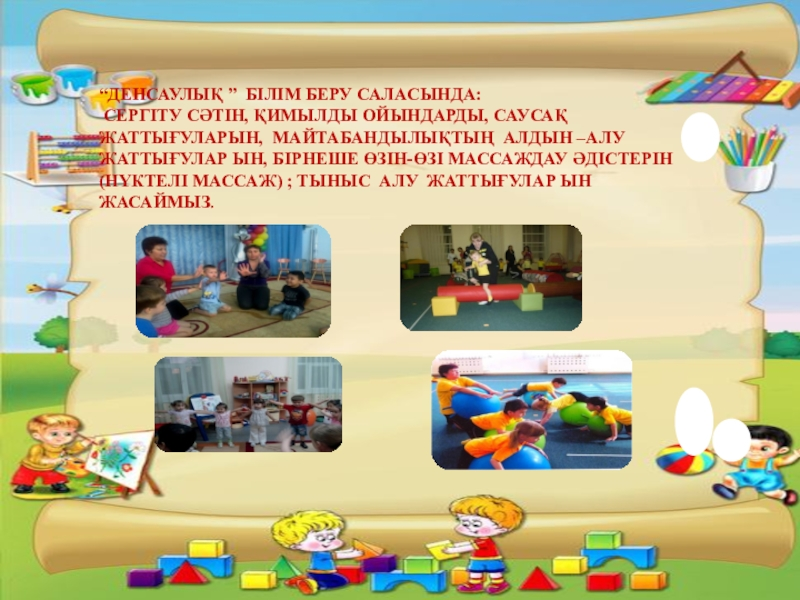 “ДЕНСАУЛЫҚ ” БІЛІМ БЕРУ САЛАСЫНДА:
СЕРГІТУ СӘТІН, ҚИМЫЛДЫ ОЙЫНДАРДЫ, САУСАҚ
ЖАТТЫҒУЛАРЫН, МАЙТАБАНДЫЛЫҚТЫҢ АЛДЫН –АЛУ
ЖАТТЫҒУЛАР ЫН, БІРНЕШЕ ӨЗІН-ӨЗІ МАССАЖДАУ ӘДІСТЕРІН
(НҮКТЕЛІ МАССАЖ) ; ТЫНЫС АЛУ ЖАТТЫҒУЛАР ЫН
ЖАСАЙМЫЗ.